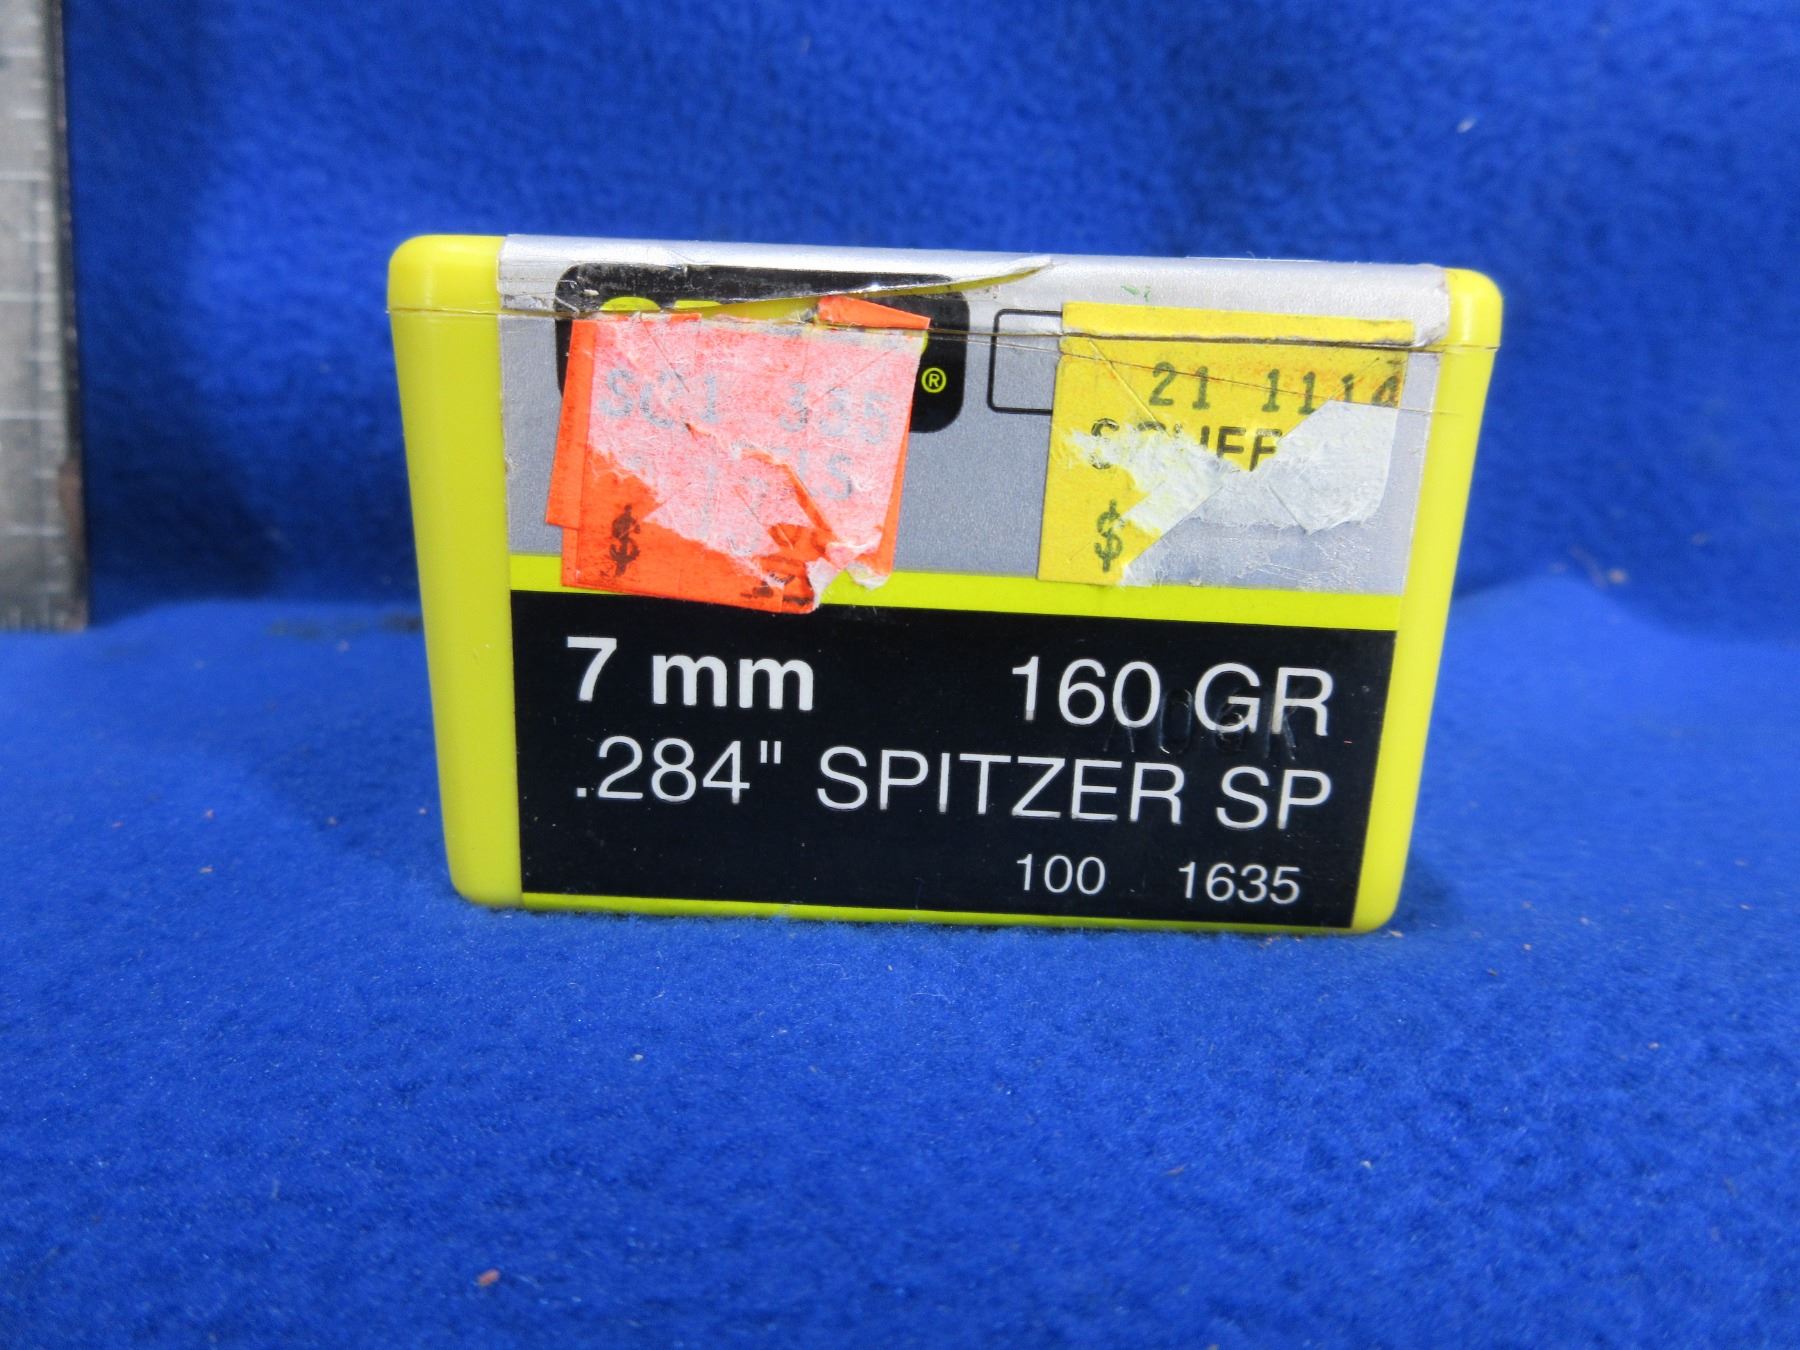 ®
21 1114
$
$
7 mm 160 GR
.284" SPITZER SP
100 1635